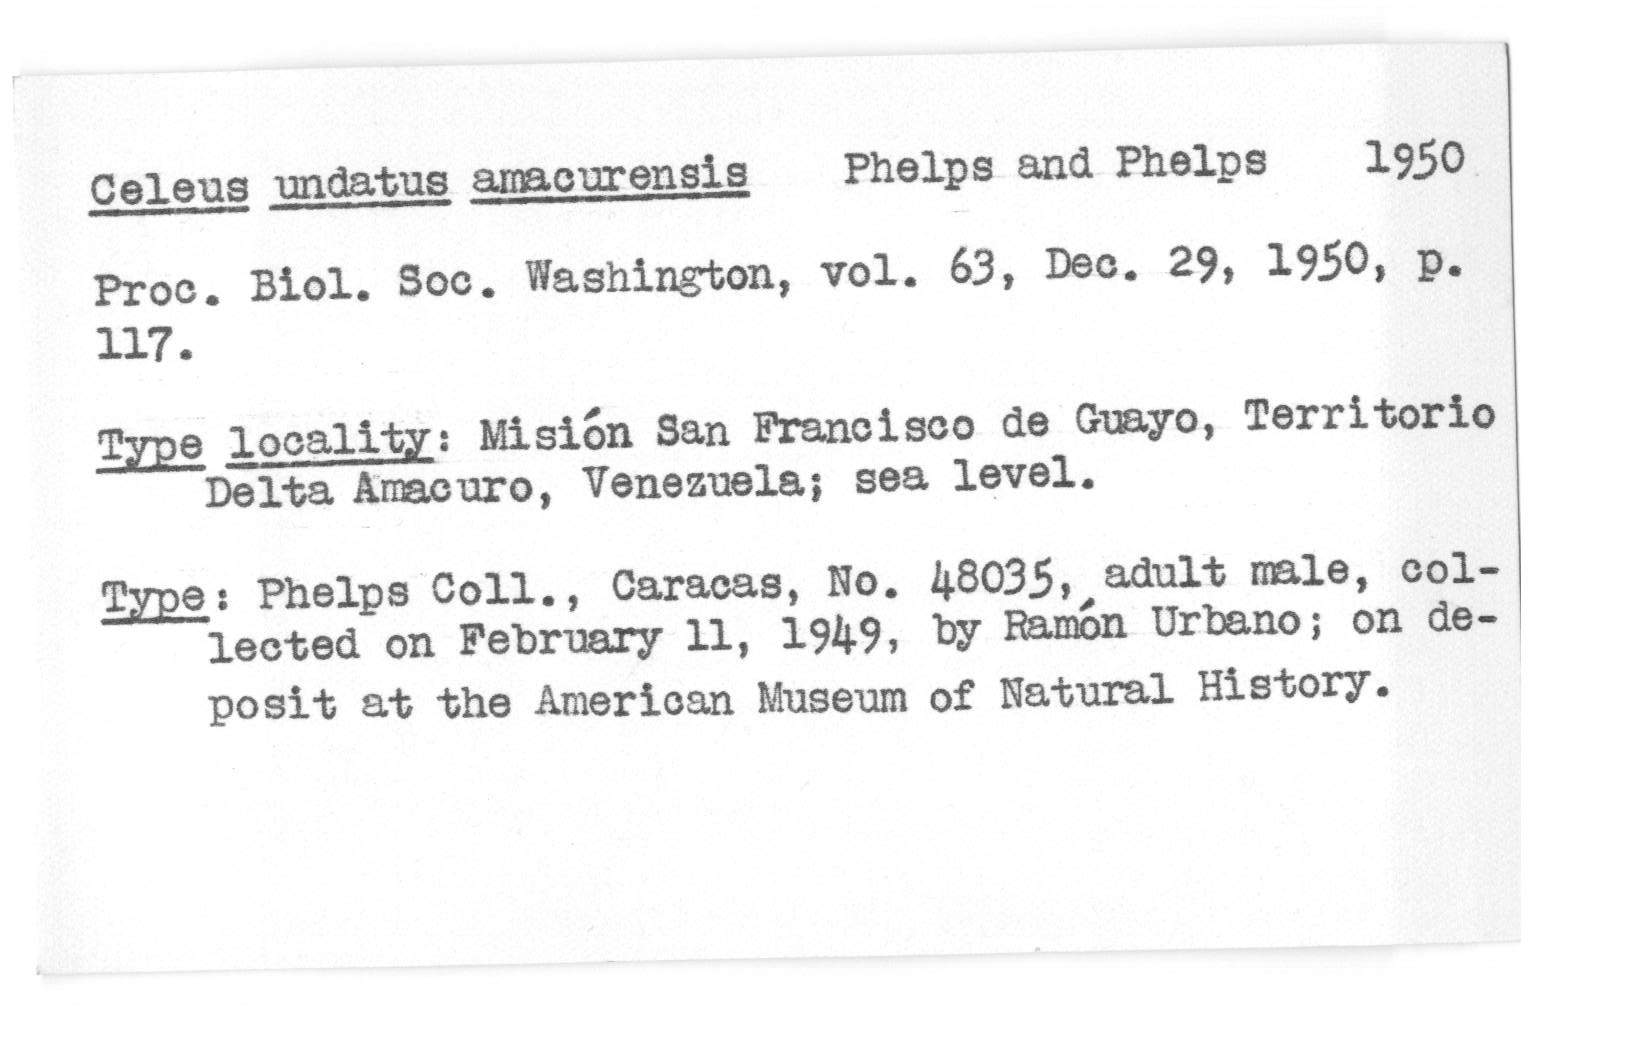 Celeus undatus amacurensis Phelps and Phelps 1950
Proc. Biol. Soc. Washington, vol. 63, Dec. 29, 1950, p.
117.
Type locality: Misión San Francisco de Guayo, Territorio
Delta Amacuro, Venezuela; sea level.
Type: Phelps Coll., Caracas, No. 48035, adult male, col-
lected on February 11, 1949, by Ramón Urbano; on de-
posit at the American Museum of Natural History.